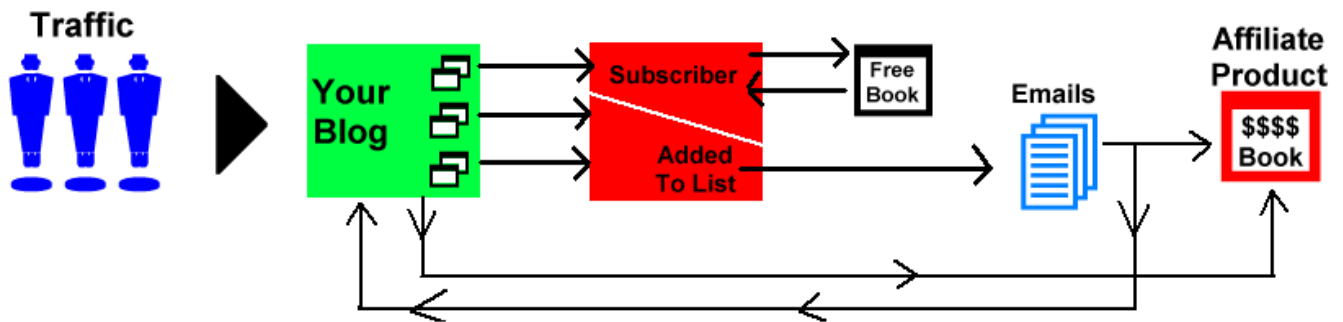 Traffic
Your
Blog
Subscriber
Added
To List
Free
Book
Emails
Affiliate
Product
$$$$
Book